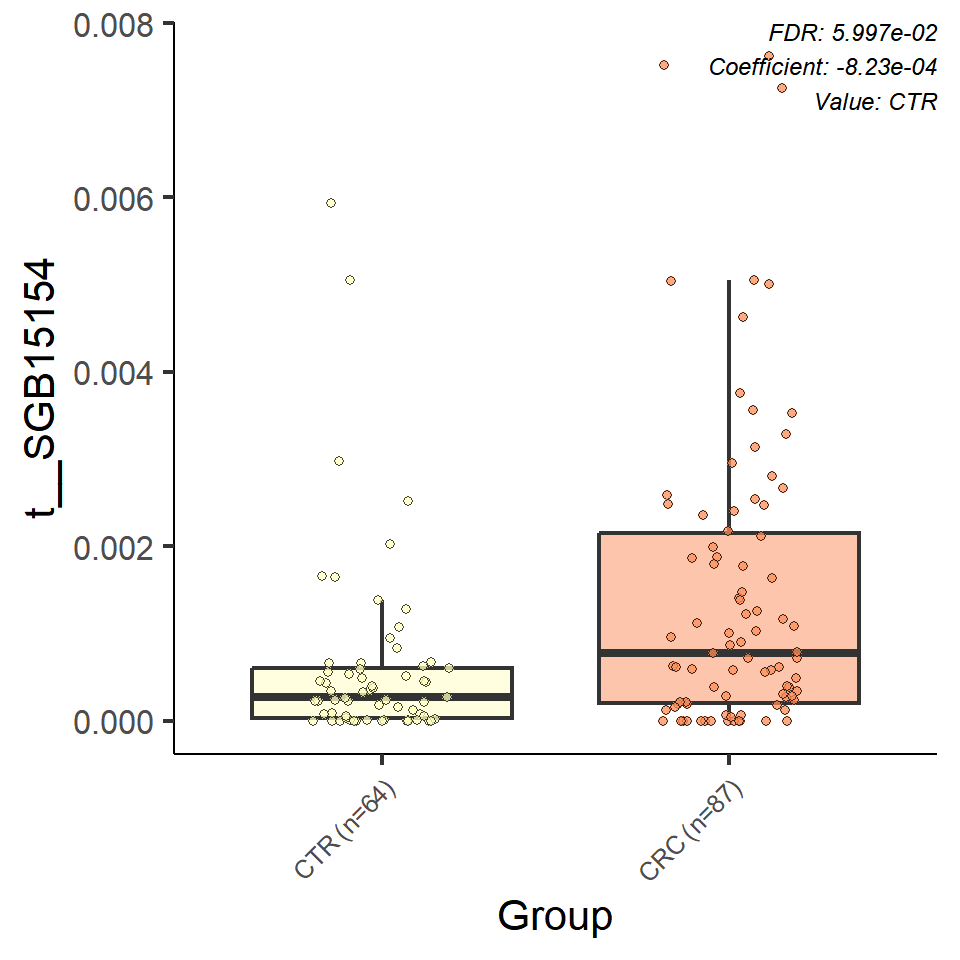 FDR: 5.997e-02
Coefficient: -8.23e-04
Value: CTR
0.008
0.006
0.004
0.002
0.000
t__SGB15154
CTR (n=64)
CRC (n=87)
Group